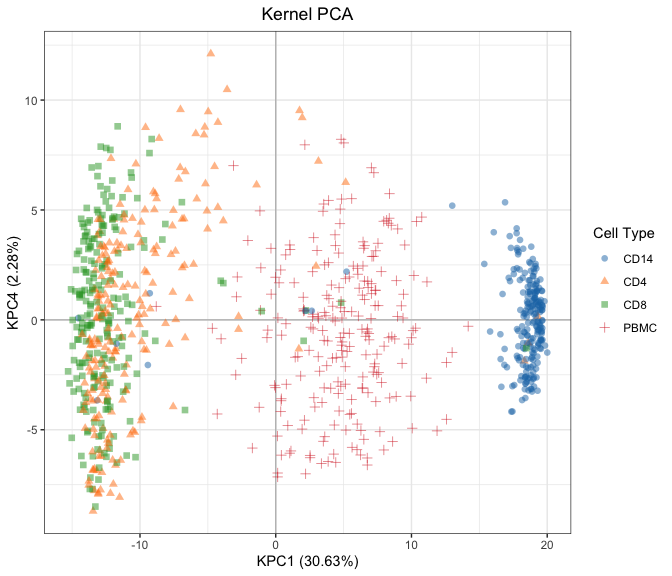 Kernel PCA
10
5
0
-5
KPC4 (2.28%)
-10
0
10
20
KPC1 (30.63%)
Cell Type
CD14
CD4
CD8
PBMC